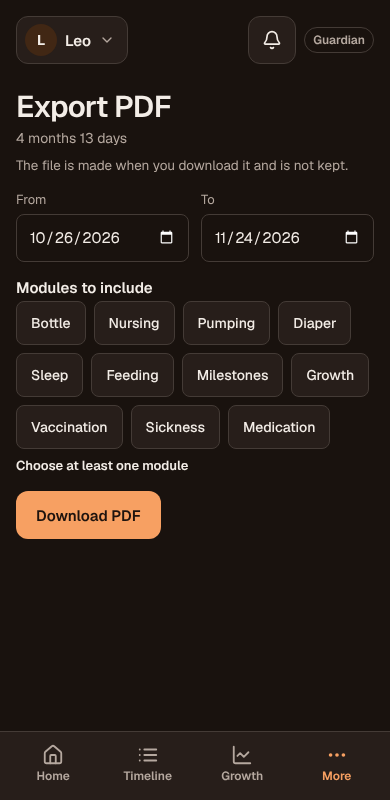 L Leo Guardian
Export PDF
4 months 13 days
The file is made when you download it and is not kept.
From To
10/26/2026 11/24/2026
Modules to include
Bottle Nursing Pumping Diaper
Sleep Feeding Milestones Growth
Vaccination Sickness Medication
Choose at least one module
Download PDF
Home Timeline Growth More